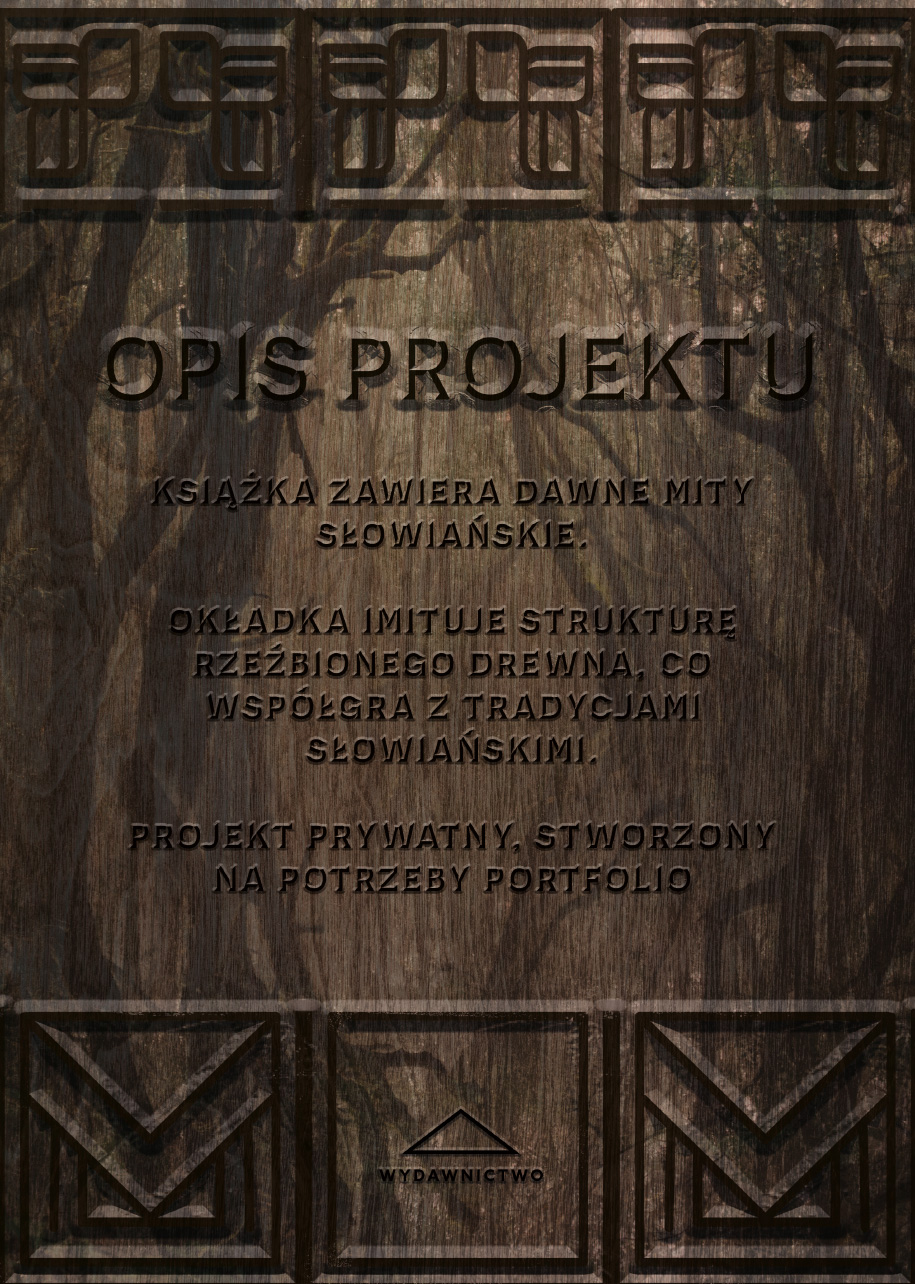 OPIS PROJEKTU
KSIĄŻKA ZAWIERA DAWNE MITY
SŁOWIAŃSKIE.
OKŁADKA IMITUJE STRUKTURĘ
RZEŹBIONEGO DREWNA, CO
WSPÓŁGRA Z TRADYCJAMI
SŁOWIAŃSKIMI.
PROJEKT PRYWATNY, STWORZONY
NA POTRZEBY PORTFOLIO
WYDAWNICTWO